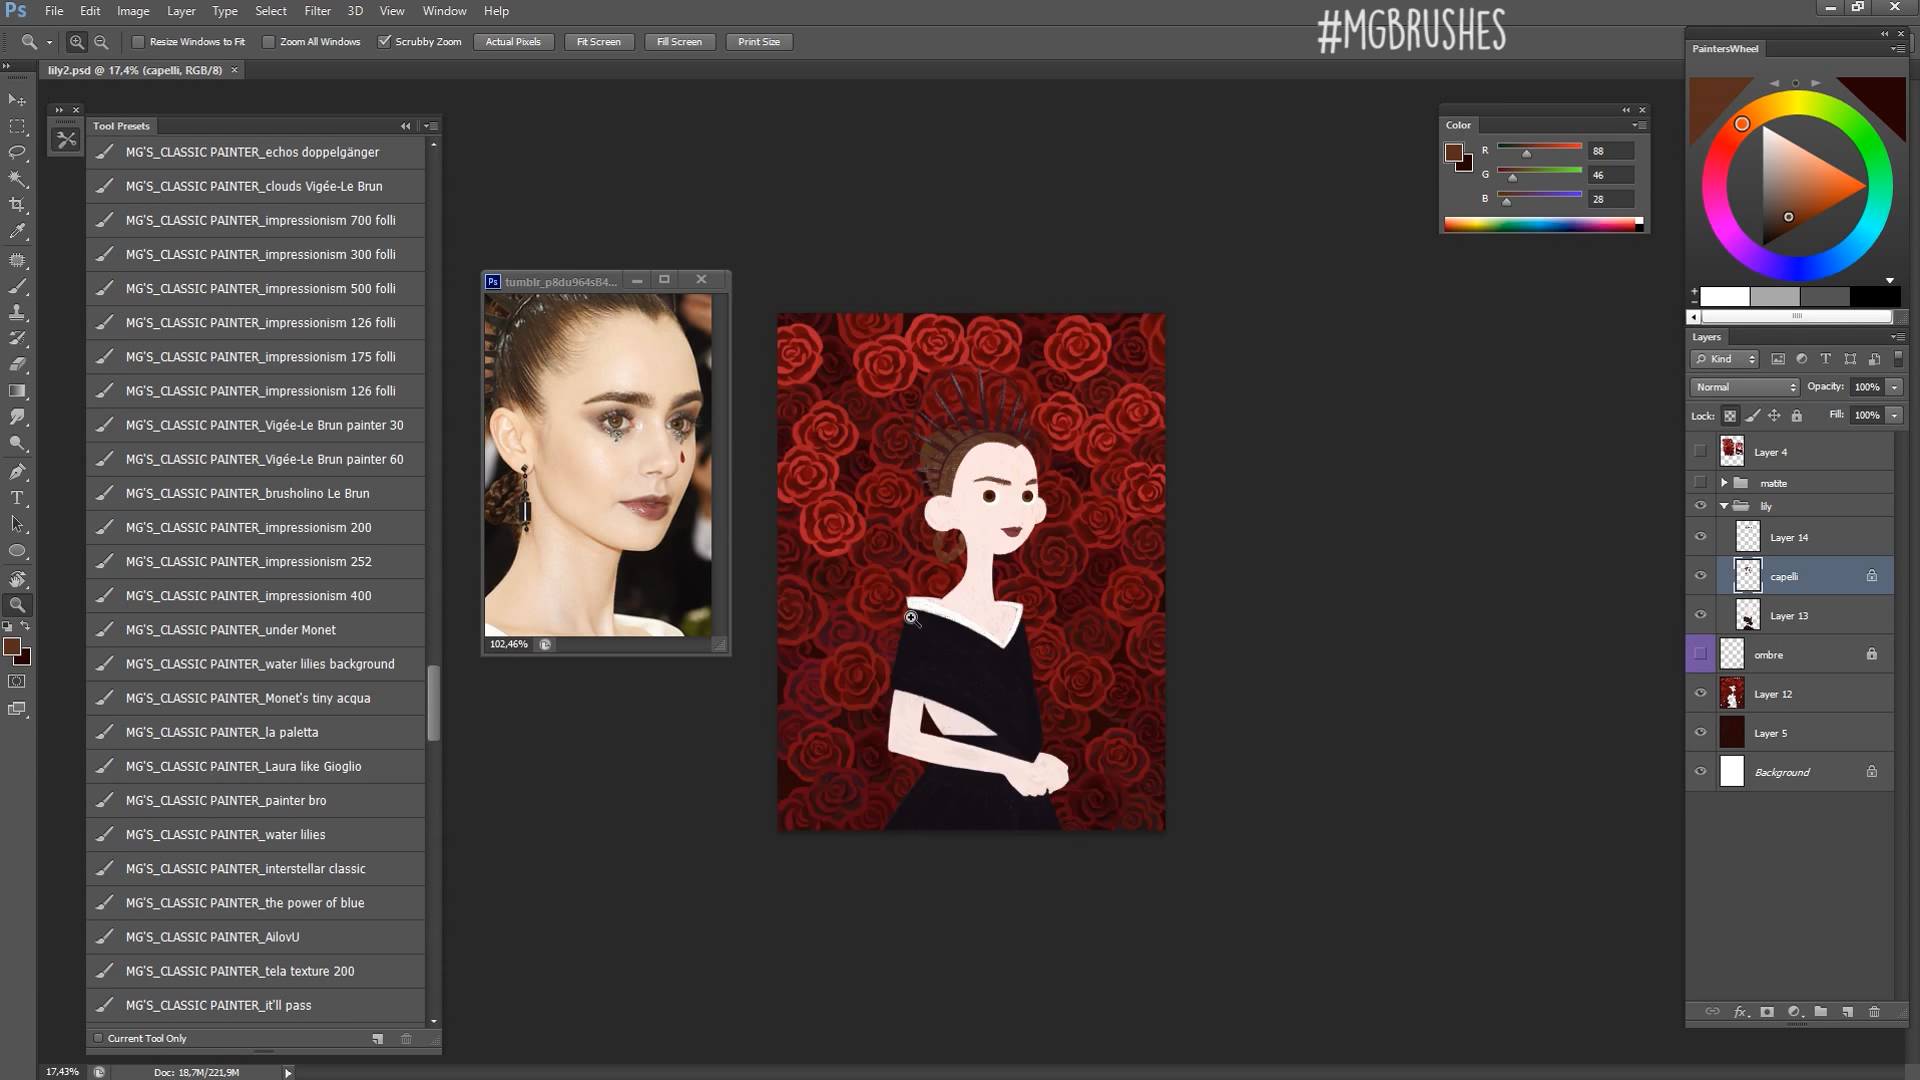 Ps File Edit Image Layer Type Select Filter 3D View Window Help
#MGBRUSHES
Resize Windows to Fit Zoom All Windows Scrubby Zoom Actual Pixels Fit Screen Fill Screen Print Size
lily2.psd @ 17,4% (capelli, RGB/8) ×
Tool Presets
MG'S_CLASSIC PAINTER_echos doppelgänger
MG'S_CLASSIC PAINTER_clouds Vigée-Le Brun
MG'S_CLASSIC PAINTER_impressionism 700 folli
MG'S_CLASSIC PAINTER_impressionism 300 folli
MG'S_CLASSIC PAINTER_impressionism 500 folli
MG'S_CLASSIC PAINTER_impressionism 126 folli
MG'S_CLASSIC PAINTER_impressionism 175 folli
MG'S_CLASSIC PAINTER_impressionism 126 folli
MG'S_CLASSIC PAINTER_Vigée-Le Brun painter 30
MG'S_CLASSIC PAINTER_Vigée-Le Brun painter 60
MG'S_CLASSIC PAINTER_brusholino Le Brun
MG'S_CLASSIC PAINTER_impressionism 200
MG'S_CLASSIC PAINTER_impressionism 252
MG'S_CLASSIC PAINTER_impressionism 400
MG'S_CLASSIC PAINTER_under Monet
MG'S_CLASSIC PAINTER_water lilies background
MG'S_CLASSIC PAINTER_Monet's tiny acqua
MG'S_CLASSIC PAINTER_la paletta
MG'S_CLASSIC PAINTER_Laura like Gioglio
MG'S_CLASSIC PAINTER_painter bro
MG'S_CLASSIC PAINTER_water lilies
MG'S_CLASSIC PAINTER_interstellar classic
MG'S_CLASSIC PAINTER_the power of blue
MG'S_CLASSIC PAINTER_AilovU
MG'S_CLASSIC PAINTER_tela texture 200
MG'S_CLASSIC PAINTER_it'll pass
Current Tool Only
17,43% Doc: 18,7M/221,9M
Ps tumblr_p8du964sB4...
102,46%
Color
R 88
G 46
B 28
PaintersWheel
Layers
Kind
Normal Opacity: 100%
Lock: Fill: 100%
Layer 4
matite
lily
Layer 14
capelli
Layer 13
ombre
Layer 12
Layer 5
Background
fx